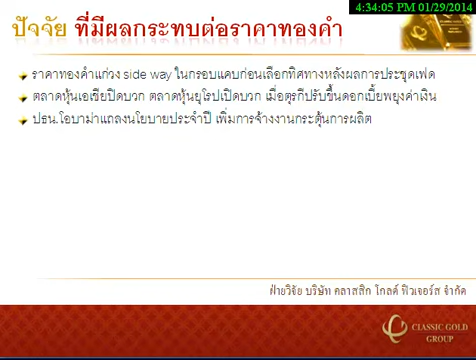 4:34:05 PM 01/29/2014
ปัจจัย ที่มีผลกระทบต่อราคาทองคำ
ราคาทองคำแกว่ง side way ในกรอบแคบก่อนเลือกทิศทางหลังผลการประชุดเฟด
ตลาดหุ้นเอเชียปิดบวก ตลาดหุ้นยุโรปเปิดบวก เมื่อตุรกีปรับขึ้นดอกเบี้ยพยุงค่าเงิน
ปธน.โอบาม่าแถลงนโยบายประจำปี เพิ่มการจ้างงานกระตุ้นการผลิต
ฝ่ายวิจัย บริษัท คลาสสิก โกลด์ ฟิวเจอร์ส จำกัด
CLASSIC GOLD
GROUP